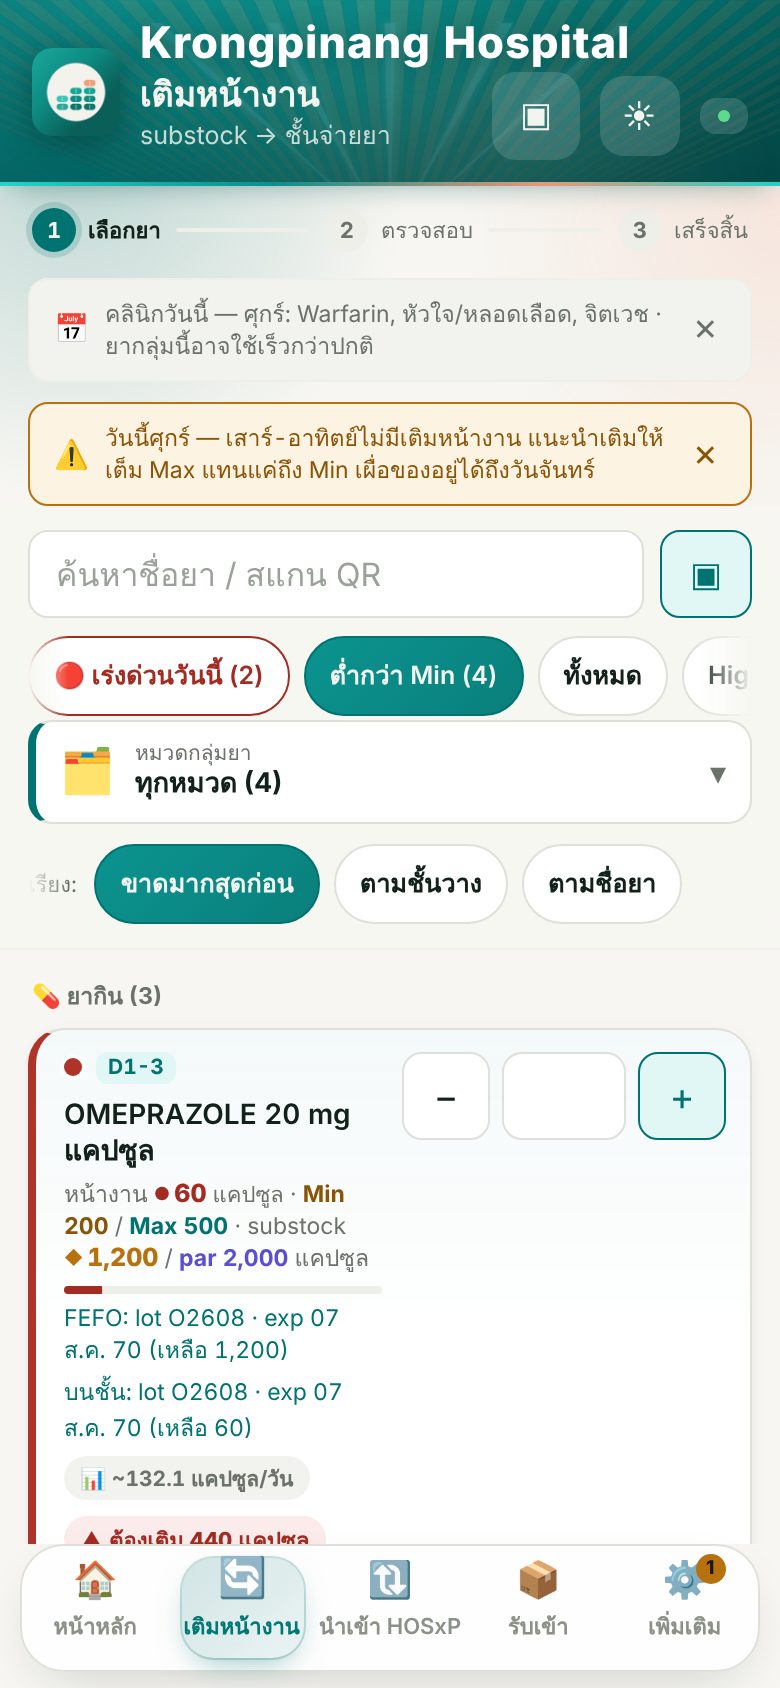 Krongpinang Hospital
เติมหน้างาน
substock → ชั้นจ่ายยา
1 เลือกยา 2 ตรวจสอบ 3 เสร็จสิ้น
คลินิกวันนี้ — ศุกร์: Warfarin, หัวใจ/หลอดเลือด, จิตเวช ·
ยากลุ่มนี้อาจใช้เร็วกว่าปกติ
วันนี้ศุกร์ — เสาร์-อาทิตย์ไม่มีเติมหน้างาน แนะนำเติมให้
เต็ม Max แทนแค่ถึง Min เผื่อของอยู่ได้ถึงวันจันทร์
ค้นหาชื่อยา / สแกน QR
เร่งด่วนวันนี้ (2) ต่ำกว่า Min (4) ทั้งหมด Hig
หมวดกลุ่มยา
ทุกหมวด (4)
เรียง: ขาดมากสุดก่อน ตามชั้นวาง ตามชื่อยา
ยากิน (3)
D1-3
OMEPRAZOLE 20 mg
แคปซูล
หน้างาน 60 แคปซูล · Min
200 / Max 500 · substock
1,200 / par 2,000 แคปซูล
FEFO: lot O2608 · exp 07
ส.ค. 70 (เหลือ 1,200)
บนชั้น: lot O2608 · exp 07
ส.ค. 70 (เหลือ 60)
~132.1 แคปซูล/วัน
ต้องเติม 440 แคปซูล
1
หน้าหลัก เติมหน้างาน นำเข้า HOSxP รับเข้า เพิ่มเติม